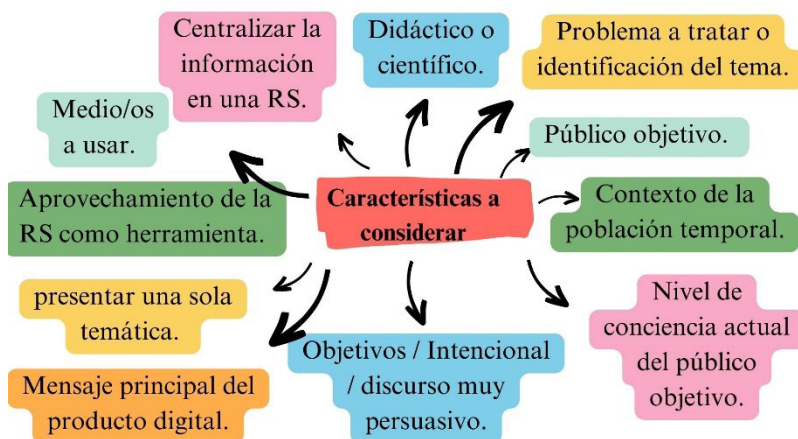 Centralizar la
información
en una RS.
Didáctico o
científico.
Problema a tratar o
identificación del tema.
Medio/os
a usar.
Público objetivo.
Aprovechamiento de la
RS como herramienta.
Características a
considerar
Contexto de la
población temporal.
presentar una sola
temática.
Objetivos / Intencional
/ discurso muy
persuasivo.
Nivel de
conciencia actual
del público
objetivo.
Mensaje principal del
producto digital.